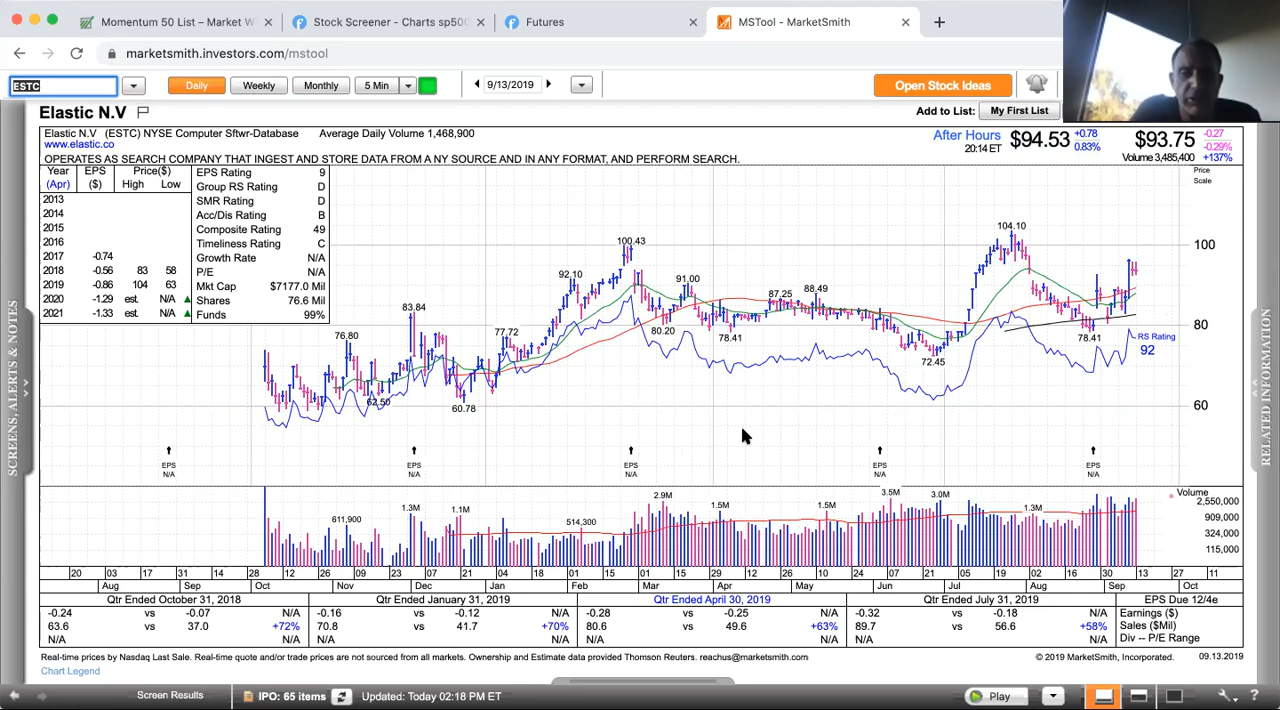 Momentum 50 List – Market W
Stock Screener - Charts sp500
Futures
MSTool - MarketSmith
marketsmith.investors.com/mstool
ESTC
Daily
Weekly
Monthly
5 Min
9/13/2019
Open Stock Ideas
Elastic N.V
Add to List:
My First List
Elastic N.V (ESTC) NYSE Computer Sftwr-Database Average Daily Volume 1,468,900
www.elastic.co
OPERATES AS SEARCH COMPANY THAT INGEST AND STORE DATA FROM A NY SOURCE AND IN ANY FORMAT, AND PERFORM SEARCH.
After Hours
20:14 ET
$94.53
+0.78
0.83%
$93.75
-0.27
-0.29%
Volume 3,485,400 +137%
Year EPS Price($)
(Apr) ($) High Low
2013
2014
2015
2016
2017 -0.74
2018 -0.56 83 58
2019 -0.86 104 63
2020 -1.29 est. N/A
2021 -1.33 est. N/A
EPS Rating 9
Group RS Rating D
SMR Rating D
Acc/Dis Rating B
Composite Rating 49
Timeliness Rating C
Growth Rate N/A
P/E N/A
Mkt Cap $7177.0 Mil
Shares 76.6 Mil
Funds 99%
Price
Scale
100
80
60
76.80
62.50
83.84
60.78
77.72
92.10
100.43
80.20
91.00
78.41
87.25
88.49
72.45
104.10
78.41
RS Rating
92
EPS
N/A
EPS
N/A
EPS
N/A
EPS
N/A
EPS
N/A
611,900
1.3M
1.1M
514,300
2.9M
1.5M
1.5M
3.5M
3.0M
1.3M
Volume
2,550,000
909,000
324,000
115,000
20 03 17 31 14 28 12 26 09 23 07 21 04 18 01 15 01 15 29 12 26 10 24 07 21 05 19 02 16 30 13 27 11
Aug Sep Oct Nov Dec Jan Feb Mar Apr May Jun Jul Aug Sep Oct
Qtr Ended October 31, 2018
Qtr Ended January 31, 2019
Qtr Ended April 30, 2019
Qtr Ended July 31, 2019
EPS Due 12/4e
-0.24 vs -0.07 N/A
-0.16 vs -0.12 N/A
-0.28 vs -0.25 N/A
-0.32 vs -0.18 N/A
Earnings ($)
63.6 vs 37.0 +72%
70.8 vs 41.7 +70%
80.6 vs 49.6 +63%
89.7 vs 56.6 +58%
Sales ($Mil)
N/A N/A
N/A N/A
N/A N/A
N/A N/A
Div -- P/E Range
Real-time prices by Nasdaq Last Sale. Real-time quote and/or trade prices are not sourced from all markets. Ownership and Estimate data provided Thomson Reuters. reachus@marketsmith.com
© 2019 MarketSmith, Incorporated.
09.13.2019
Chart Legend
SCREENS, ALERTS & NOTES
RELATED INFORMATION
Screen Results
IPO: 65 items
Updated: Today 02:18 PM ET
Play